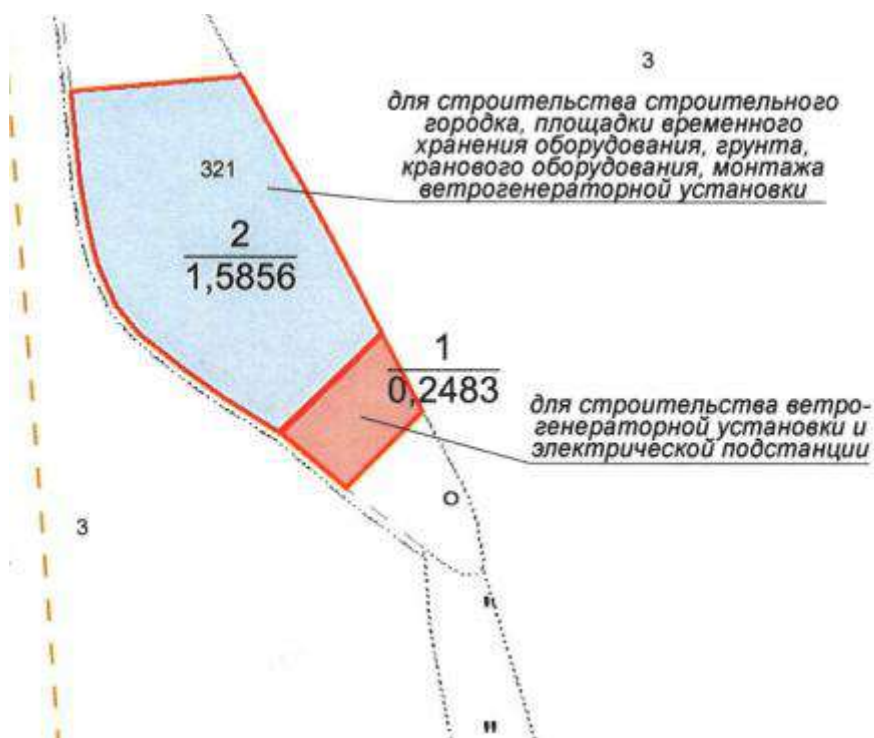 3
для строительства строительного
городка, площадки временного
хранения оборудования, грунта,
кранового оборудования, монтажа
ветрогенераторной установки
321
2
1,5856
1
0,2483
для строительства ветро-
генераторной установки и
электрической подстанции
3